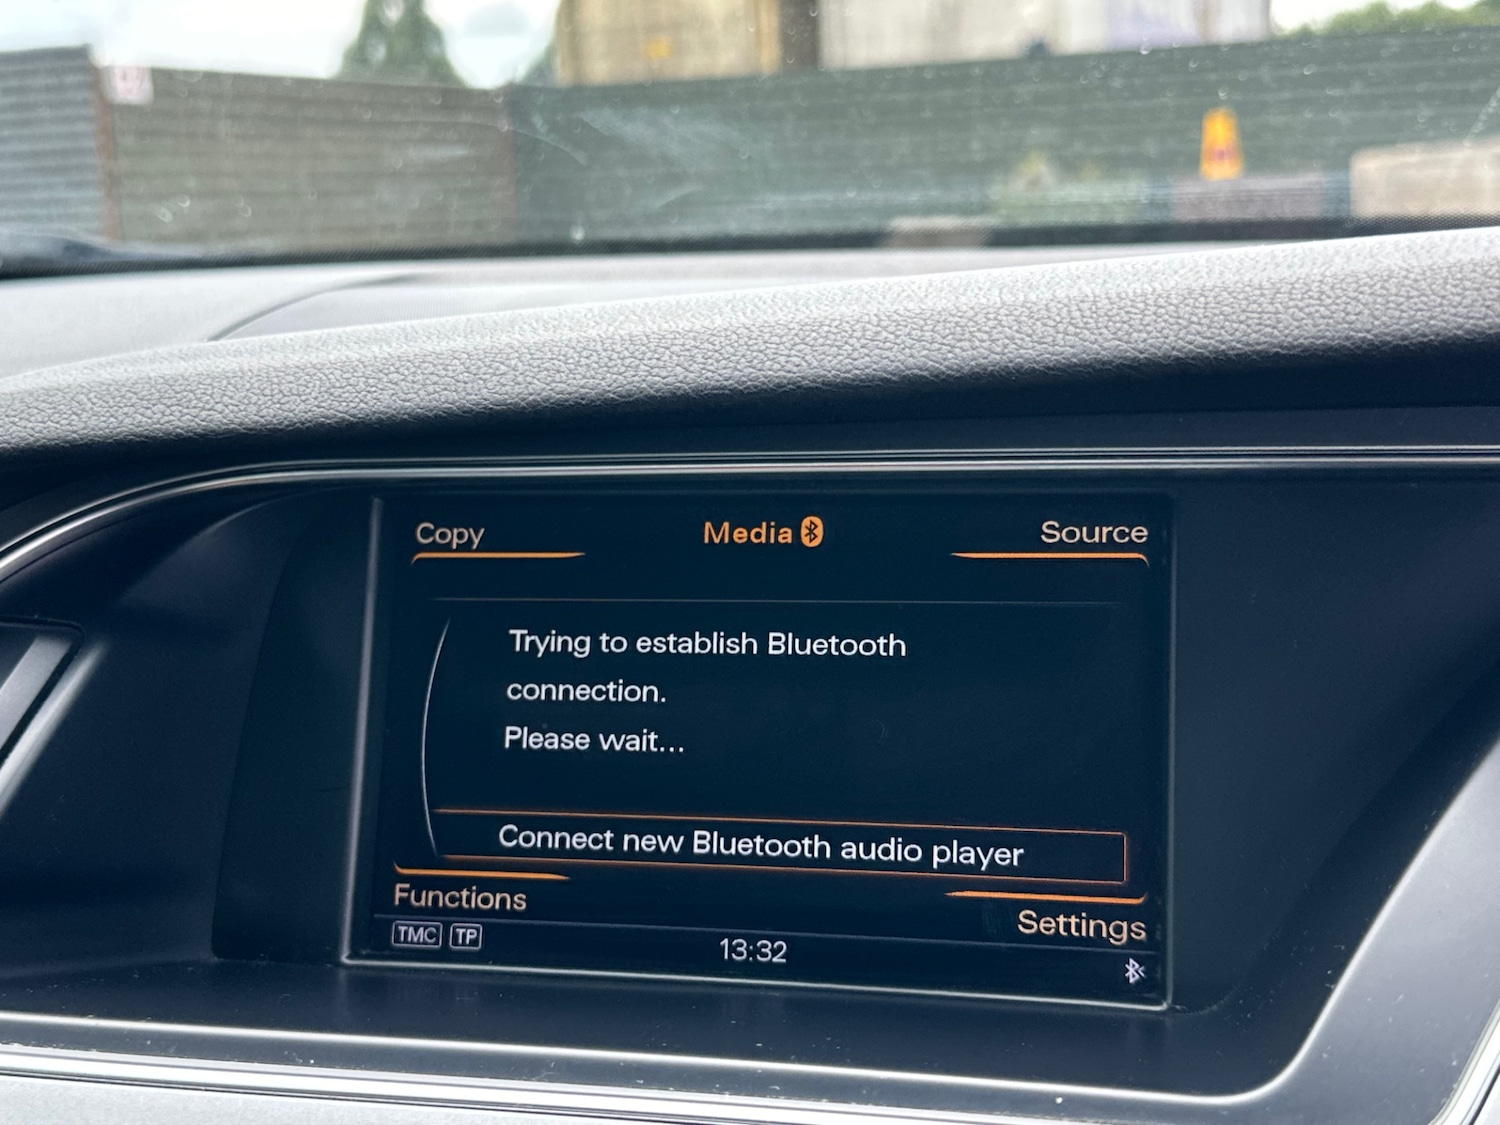 Copy
Media
Source
Trying to establish Bluetooth
connection.
Please wait...
Connect new Bluetooth audio player
Functions
Settings
TMC TP
13:32